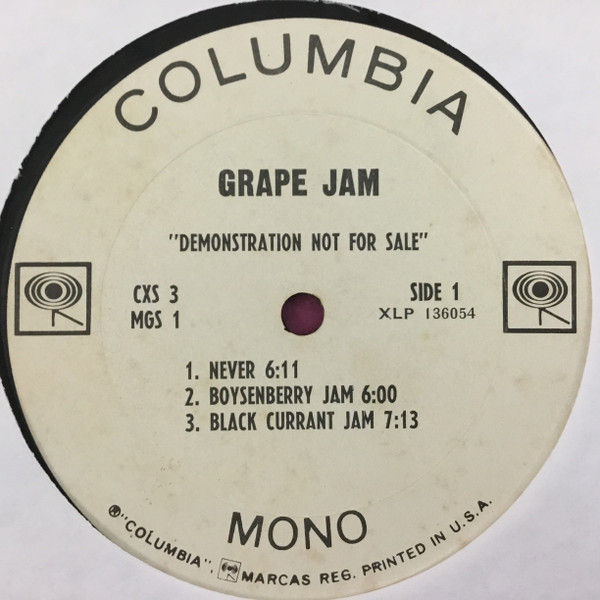 COLUMBIA
GRAPE JAM
"DEMONSTRATION NOT FOR SALE"
CXS 3
MGS 1
SIDE 1
XLP 136054
1. NEVER 6:11
2. BOYSENBERRY JAM 6:00
3. BLACK CURRANT JAM 7:13
MONO
®"COLUMBIA", MARCAS REG. PRINTED IN U.S.A.